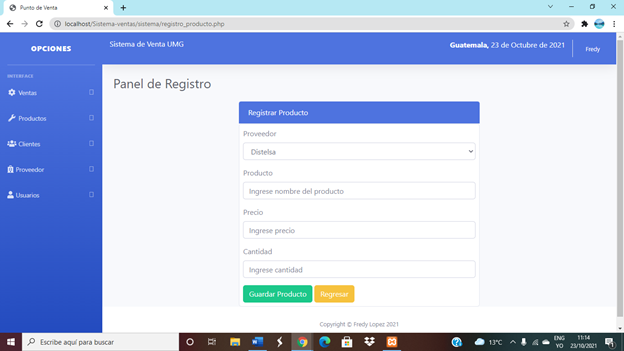 Punto de Venta
localhost/Sistema-ventas/sistema/registro_producto.php
OPCIONES
Sistema de Venta UMG
Guatemala, 23 de Octubre de 2021
Fredy
INTERFACE
Ventas
Productos
Clientes
Proveedor
Usuarios
Panel de Registro
Registrar Producto
Proveedor
Distelsa
Producto
Ingrese nombre del producto
Precio
Ingrese precio
Cantidad
Ingrese cantidad
Guardar Producto
Regresar
Copyright © Fredy Lopez 2021
Escribe aquí para buscar
13°C
ENG
YO
11:14
23/10/2021